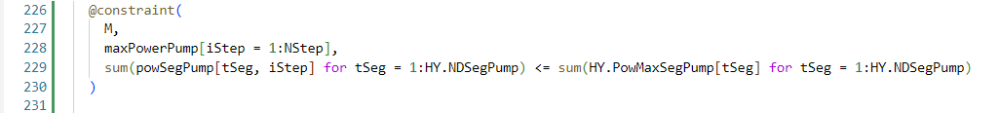 226 @constraint(
227 M,
228 maxPowerPump[iStep = 1:NStep],
229 sum(powSegPump[tSeg, iStep] for tSeg = 1:HY.NDSegPump) <= sum(HY.PowMaxSegPump[tSeg] for tSeg = 1:HY.NDSegPump)
230 )
231